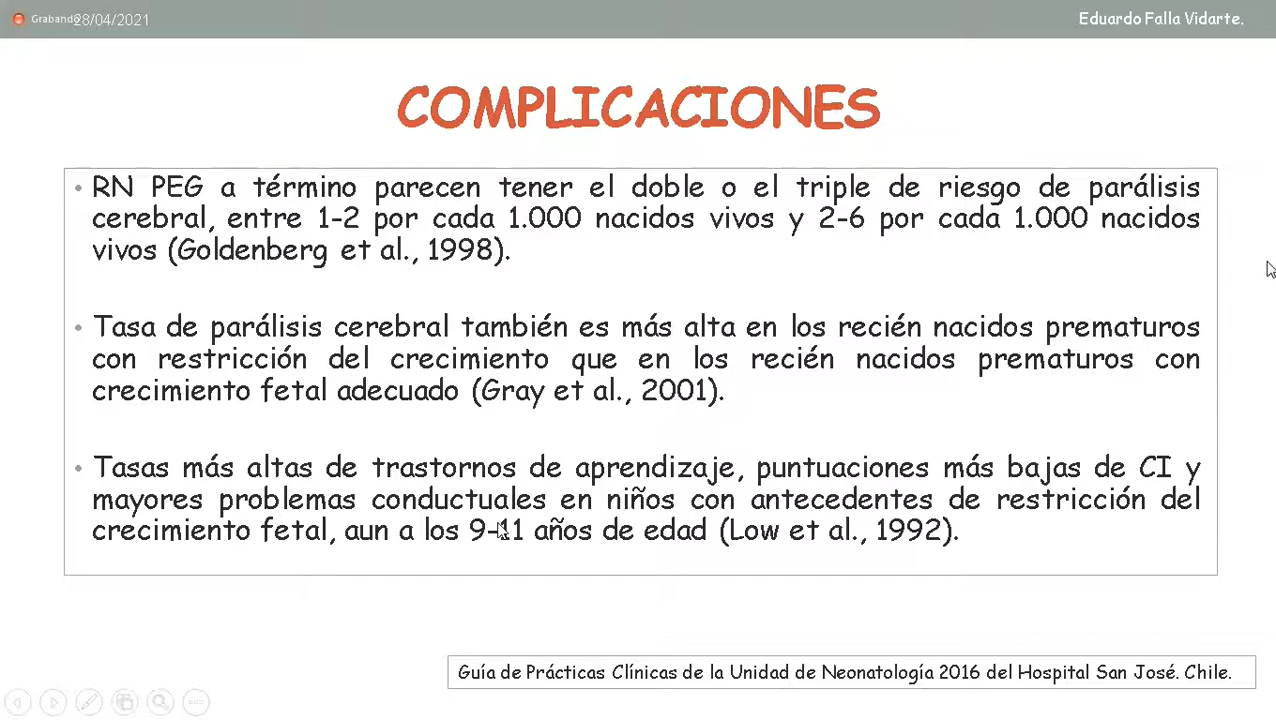 Grabando
28/04/2021
Eduardo Falla Vidarte.
COMPLICACIONES
• RN PEG a término parecen tener el doble o el triple de riesgo de parálisis
cerebral, entre 1-2 por cada 1.000 nacidos vivos y 2-6 por cada 1.000 nacidos
vivos (Goldenberg et al., 1998).
• Tasa de parálisis cerebral también es más alta en los recién nacidos prematuros
con restricción del crecimiento que en los recién nacidos prematuros con
crecimiento fetal adecuado (Gray et al., 2001).
• Tasas más altas de trastornos de aprendizaje, puntuaciones más bajas de CI y
mayores problemas conductuales en niños con antecedentes de restricción del
crecimiento fetal, aun a los 9-11 años de edad (Low et al., 1992).
Guía de Prácticas Clínicas de la Unidad de Neonatología 2016 del Hospital San José. Chile.